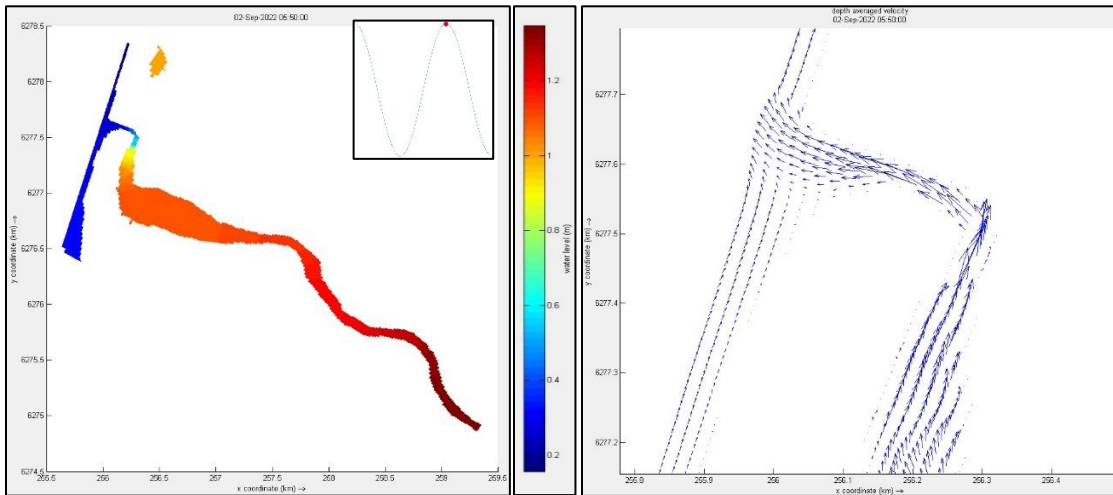 02-Sep-2022 05:50:00
6278.5
6278
6277.5
6277
6276.5
6276
6275.5
6275
6274.5
y coordinate (km) →
255.5 256 256.5 257 257.5 258 258.5 259 259.5
x coordinate (km) →
1.2
1
0.8
0.6
0.4
0.2
water level (m)
depth averaged velocity
02-Sep-2022 05:50:00
6277.7
6277.6
6277.5
6277.4
6277.3
6277.2
y coordinate (km) →
255.8 255.9 256 256.1 256.2 256.3 256.4
x coordinate (km) →